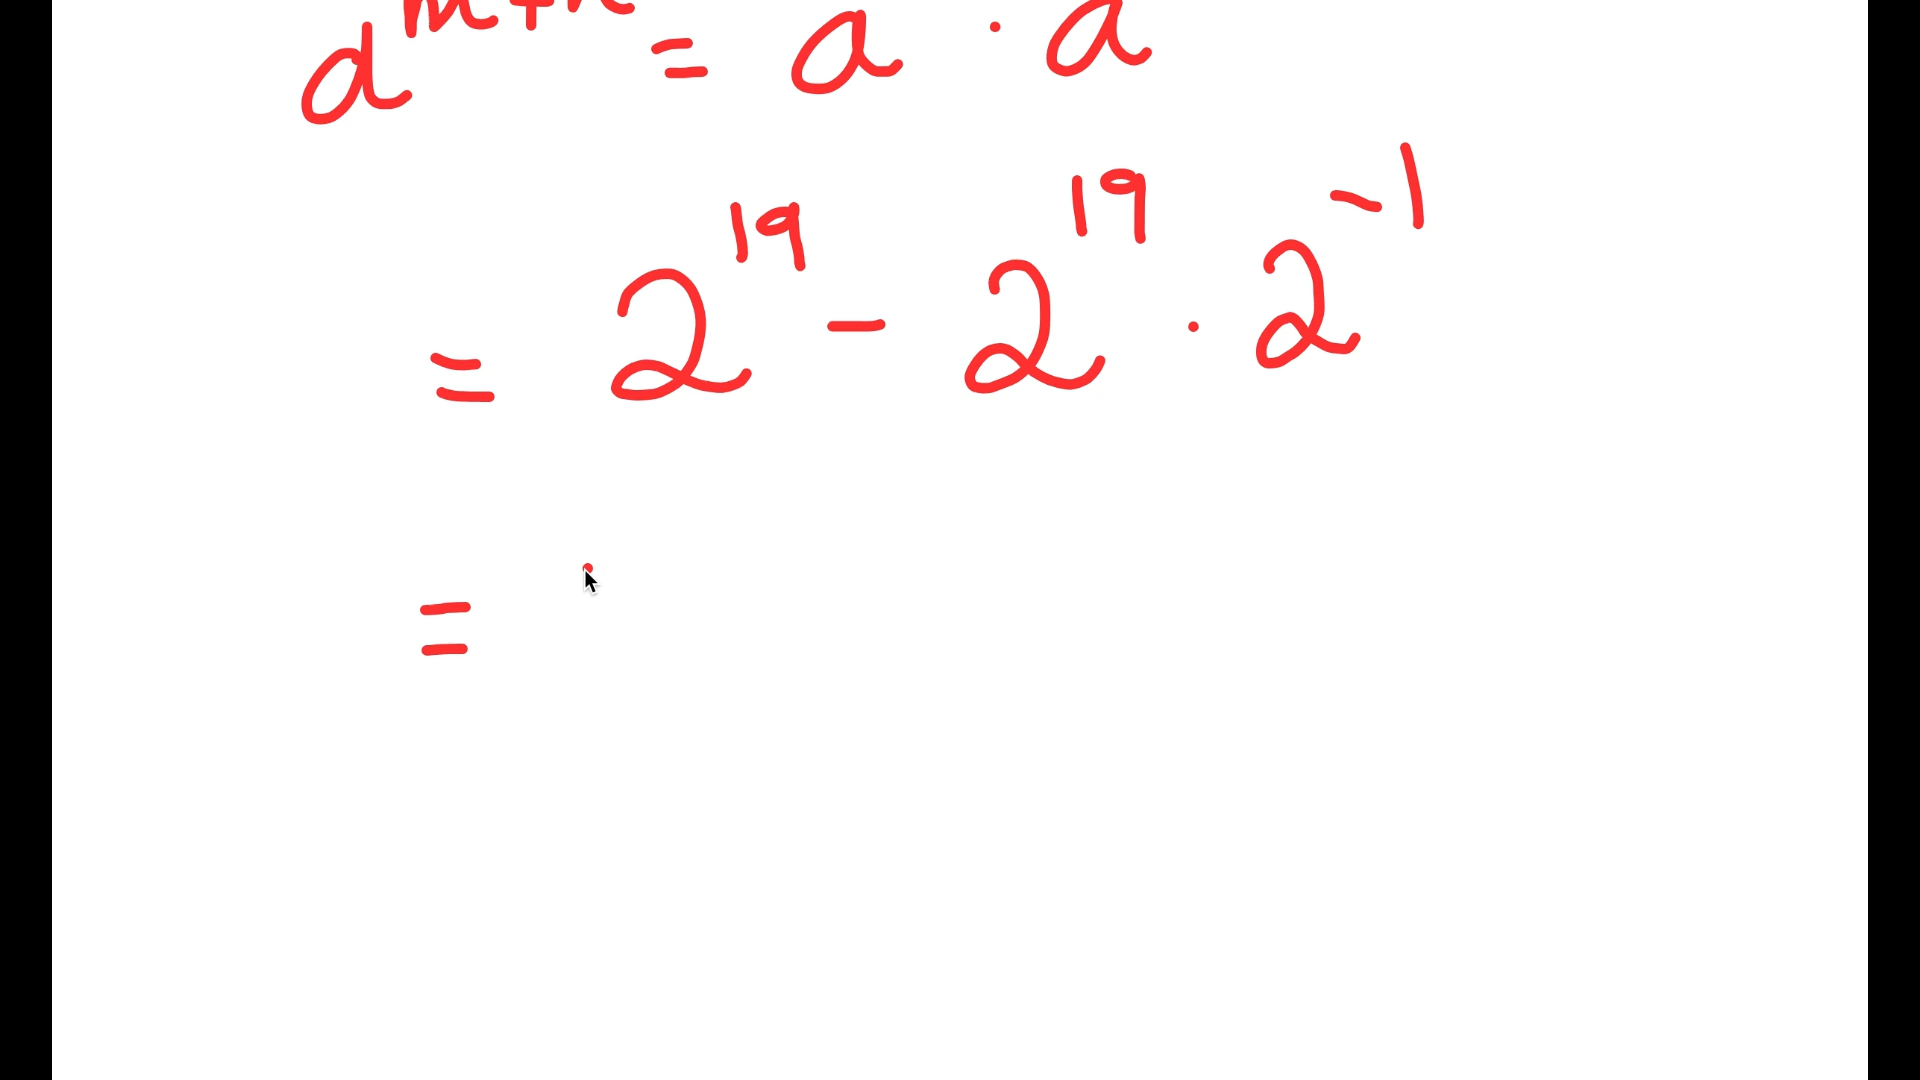 a^{m+n} = a · a
= 2^{19} - 2^{19} · 2^{-1}
=